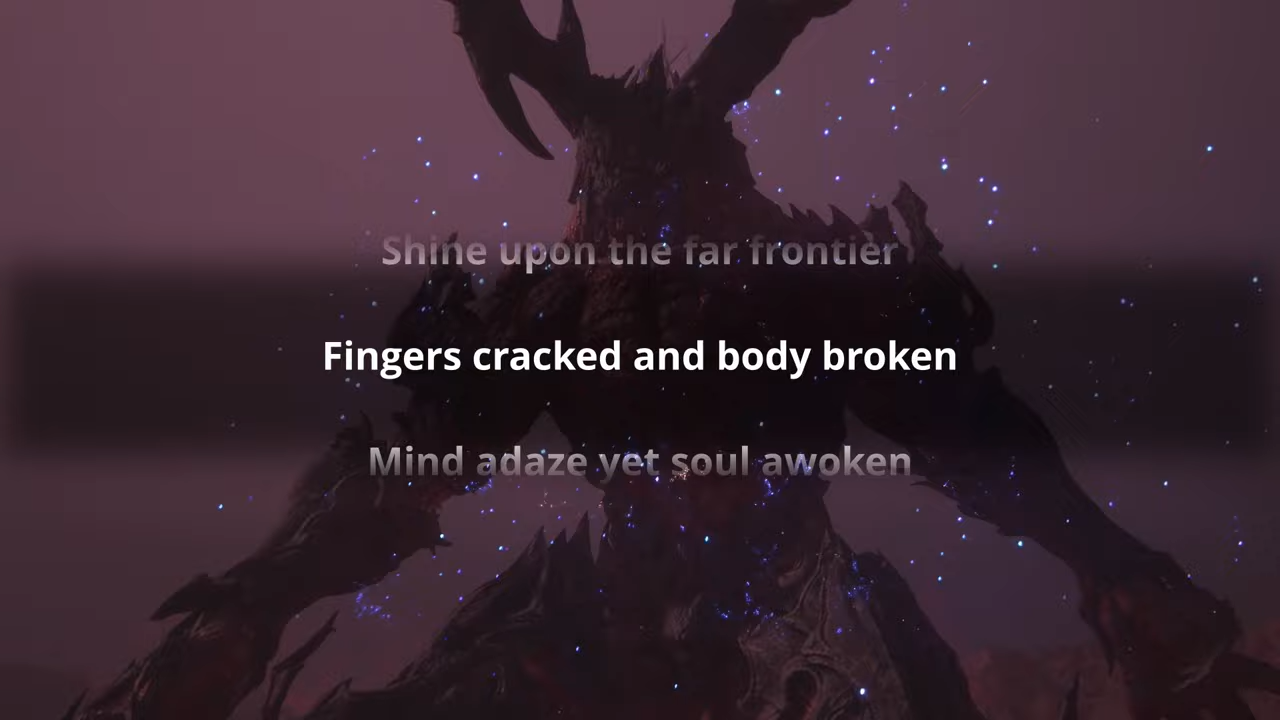 Shine upon the far frontier
Fingers cracked and body broken
Mind adaze yet soul awoken